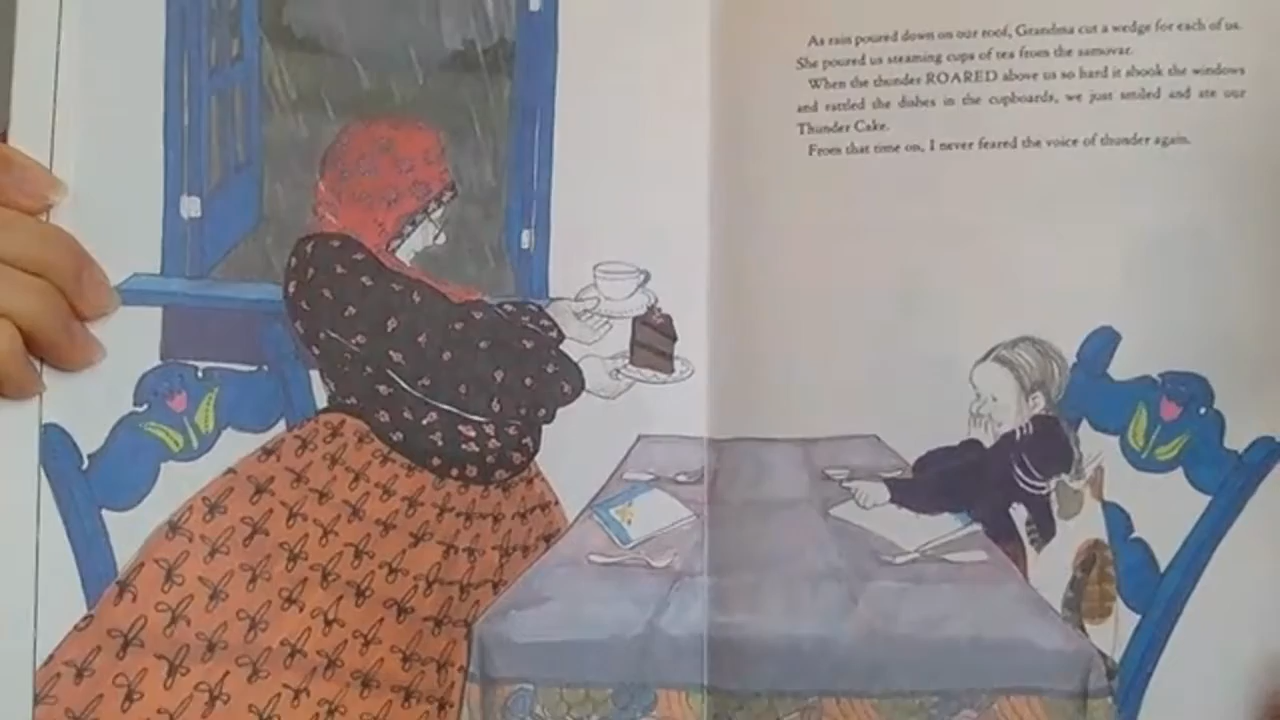 As rain poured down on our roof, Grandma cut a wedge for each of us.
She poured us steaming cups of tea from the samovar.
When the thunder ROARED above us so hard it shook the windows
and rattled the dishes in the cupboards, we just smiled and ate our
Thunder Cake.
From that time on, I never feared the voice of thunder again.